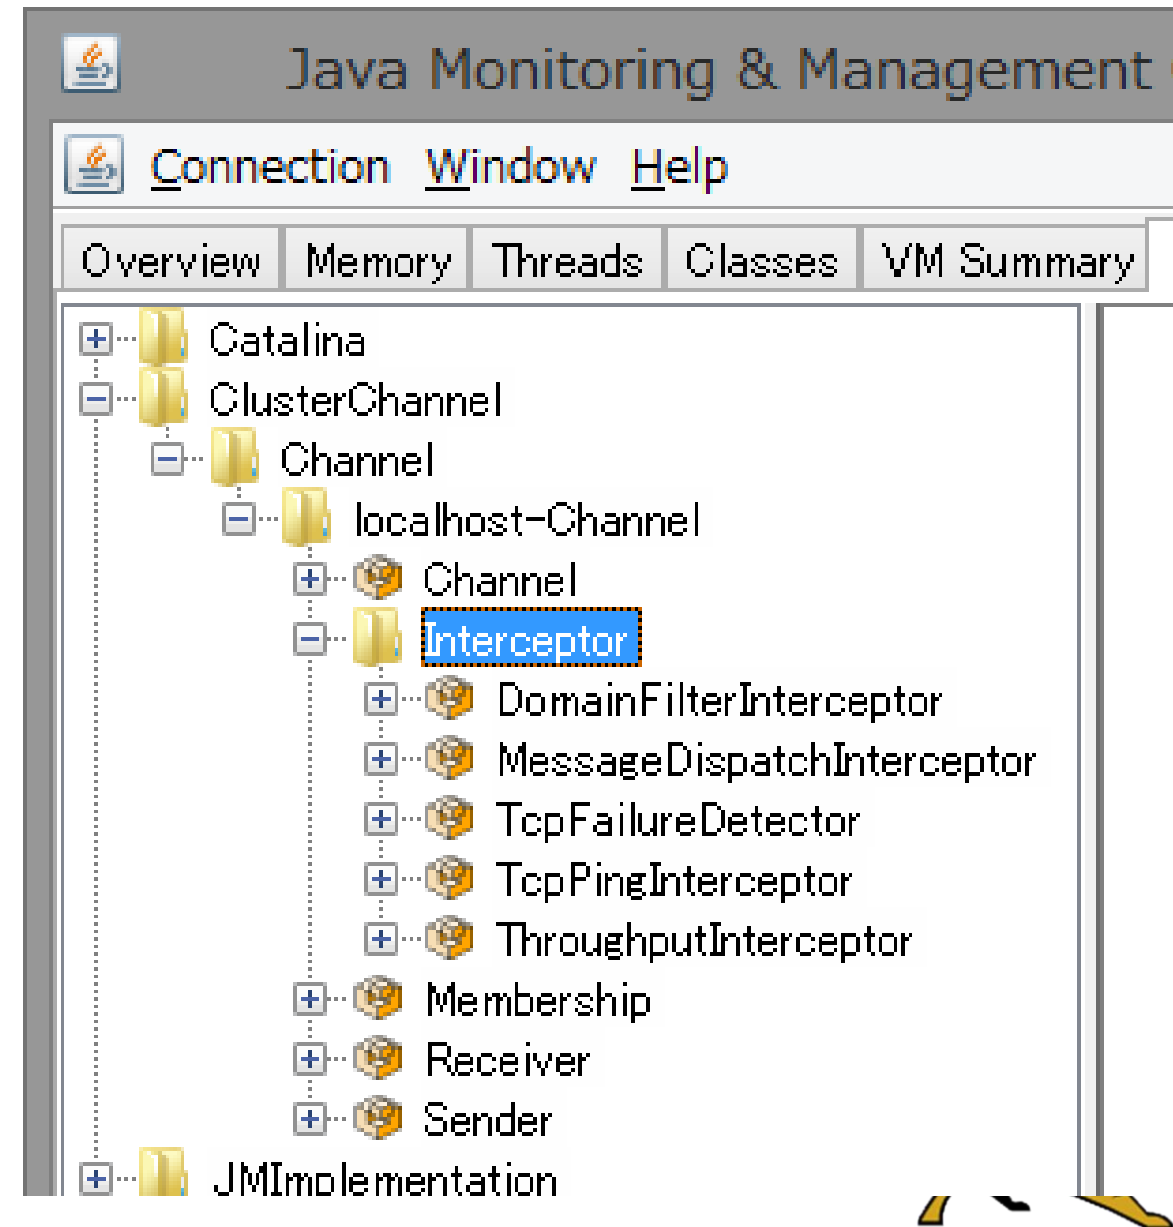 Java Monitoring & Management
Connection Window Help
Overview Memory Threads Classes VM Summary
Catalina
ClusterChannel
Channel
localhost-Channel
Channel
Interceptor
DomainFilterInterceptor
MessageDispatchInterceptor
TcpFailureDetector
TcpPingInterceptor
ThroughputInterceptor
Membership
Receiver
Sender
JMImplementation